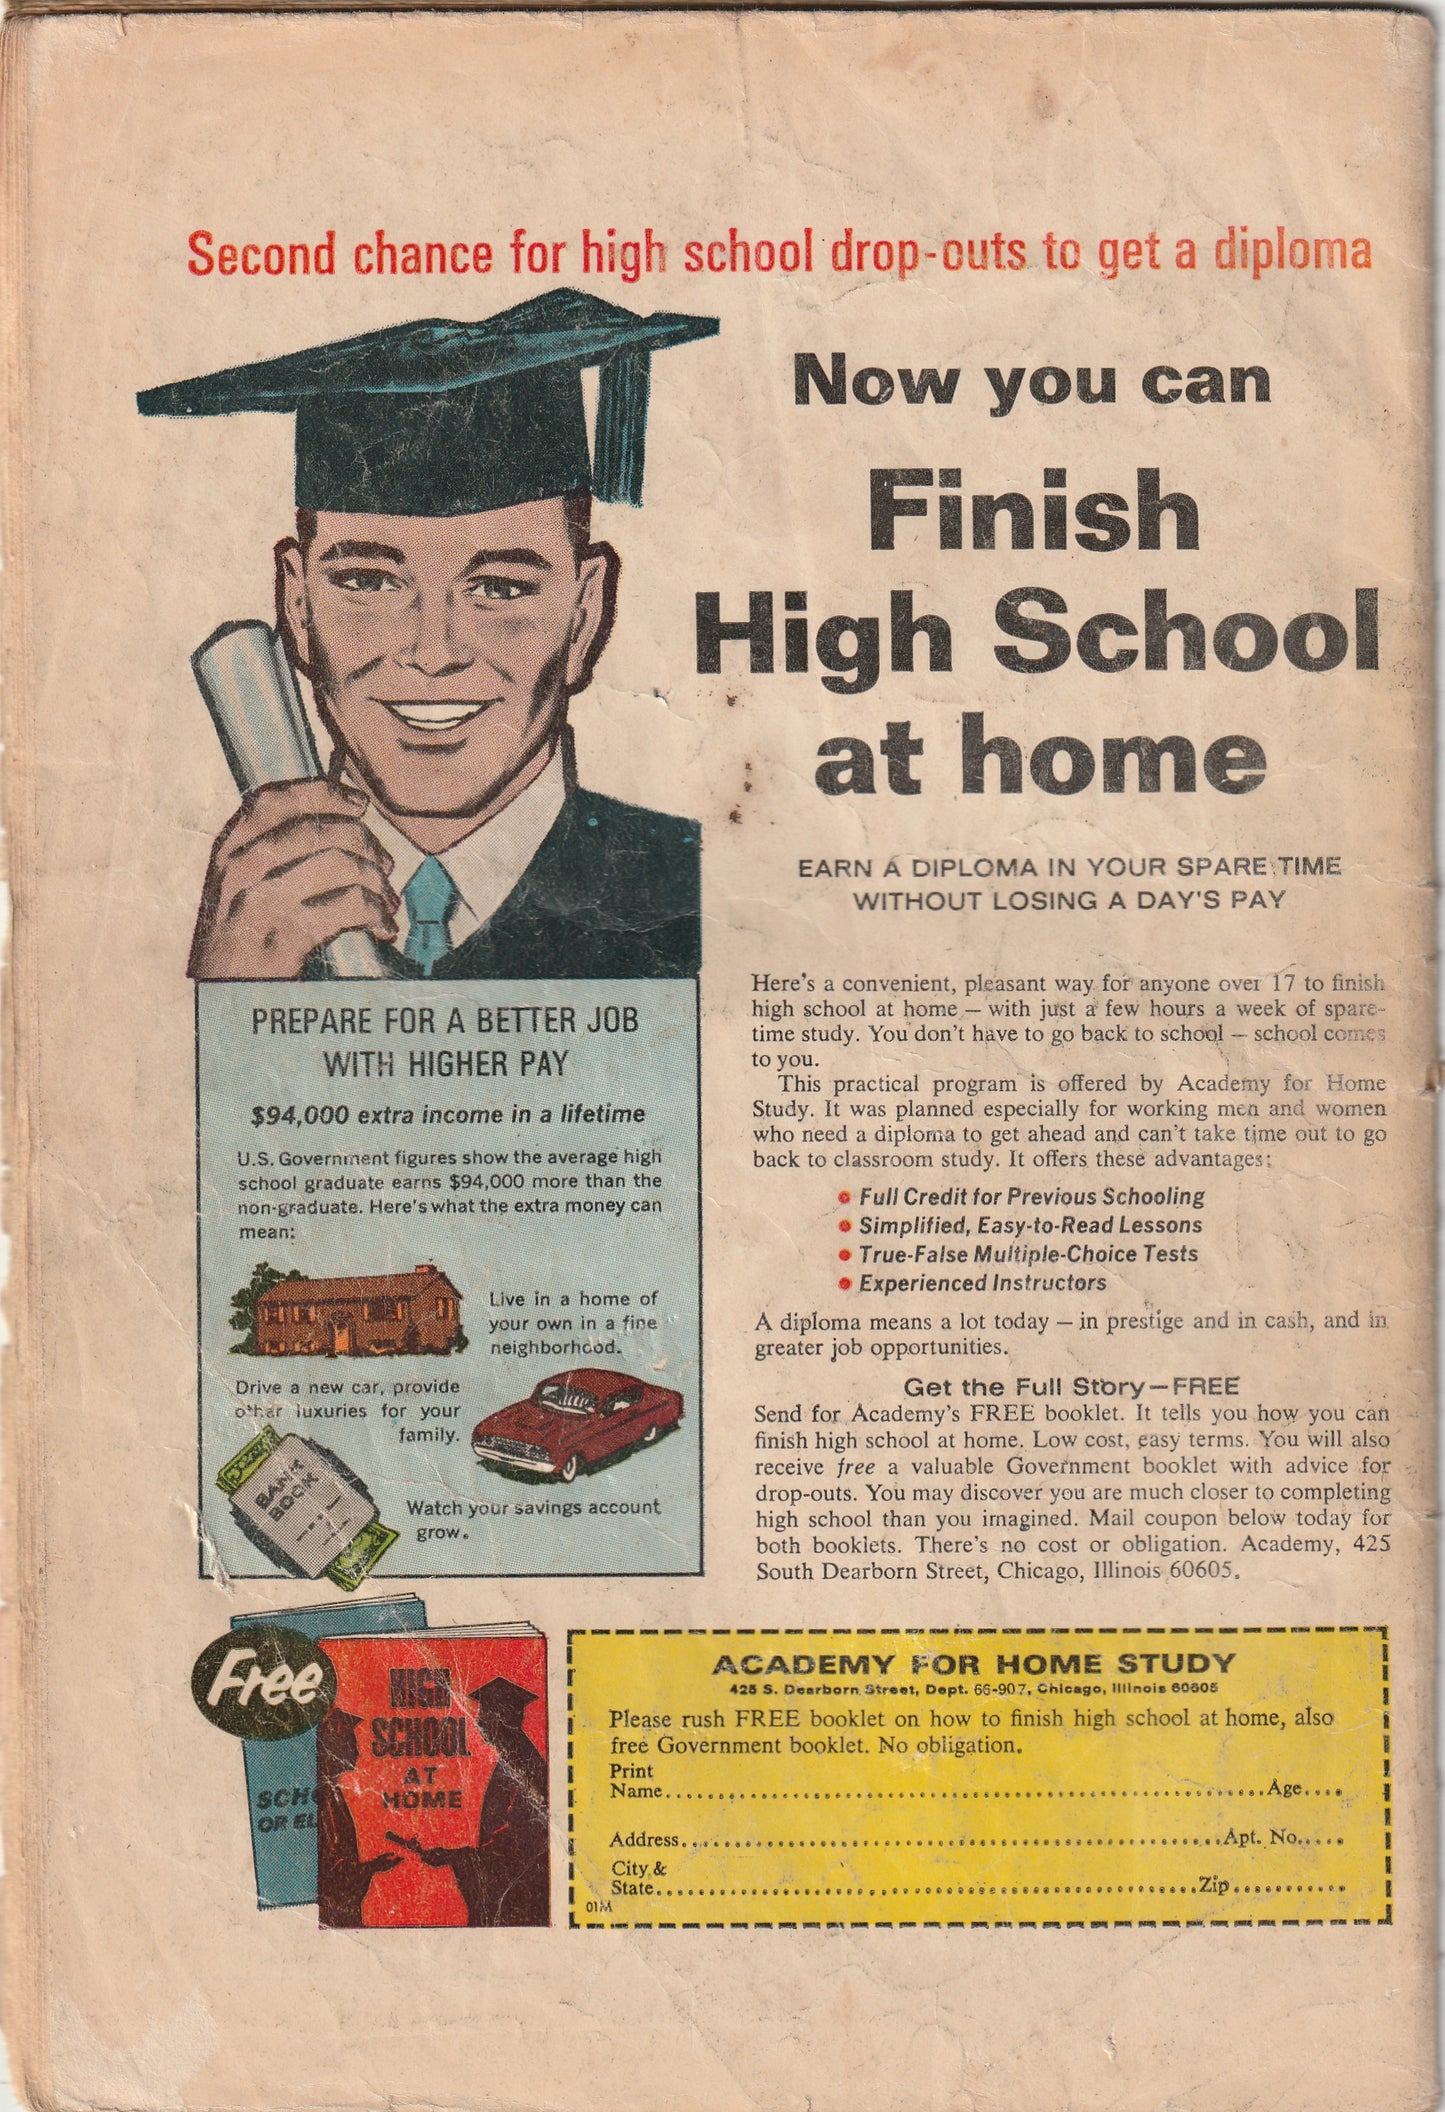 Second chance for high school drop-outs to get a diploma
Now you can
Finish
High School
at home
EARN A DIPLOMA IN YOUR SPARE TIME
WITHOUT LOSING A DAY'S PAY
Here's a convenient, pleasant way for anyone over 17 to finish
high school at home – with just a few hours a week of spare-
time study. You don't have to go back to school – school comes
to you.
This practical program is offered by Academy for Home
Study. It was planned especially for working men and women
who need a diploma to get ahead and can't take time out to go
back to classroom study. It offers these advantages:
• Full Credit for Previous Schooling
• Simplified, Easy-to-Read Lessons
• True-False Multiple-Choice Tests
• Experienced Instructors
A diploma means a lot today – in prestige and in cash, and in
greater job opportunities.
Get the Full Story–FREE
Send for Academy's FREE booklet. It tells you how you can
finish high school at home. Low cost, easy terms. You will also
receive free a valuable Government booklet with advice for
drop-outs. You may discover you are much closer to completing
high school than you imagined. Mail coupon below today for
both booklets. There's no cost or obligation. Academy, 425
South Dearborn Street, Chicago, Illinois 60605.
PREPARE FOR A BETTER JOB
WITH HIGHER PAY
$94,000 extra income in a lifetime
U.S. Government figures show the average high
school graduate earns $94,000 more than the
non-graduate. Here's what the extra money can
mean:
Live in a home of
your own in a fine
neighborhood.
Drive a new car, provide
other luxuries for your
family.
BANK
BOOK
Watch your savings account
grow.
Free
HIGH
SCHOOL
AT
HOME
SCHO
OR EL
ACADEMY FOR HOME STUDY
425 S. Dearborn Street, Dept. 66-907, Chicago, Illinois 60605
Please rush FREE booklet on how to finish high school at home, also
free Government booklet. No obligation.
Print
Name.......................................................Age....
Address.......................................................Apt. No.....
City &
State.......................................................Zip...........
01M